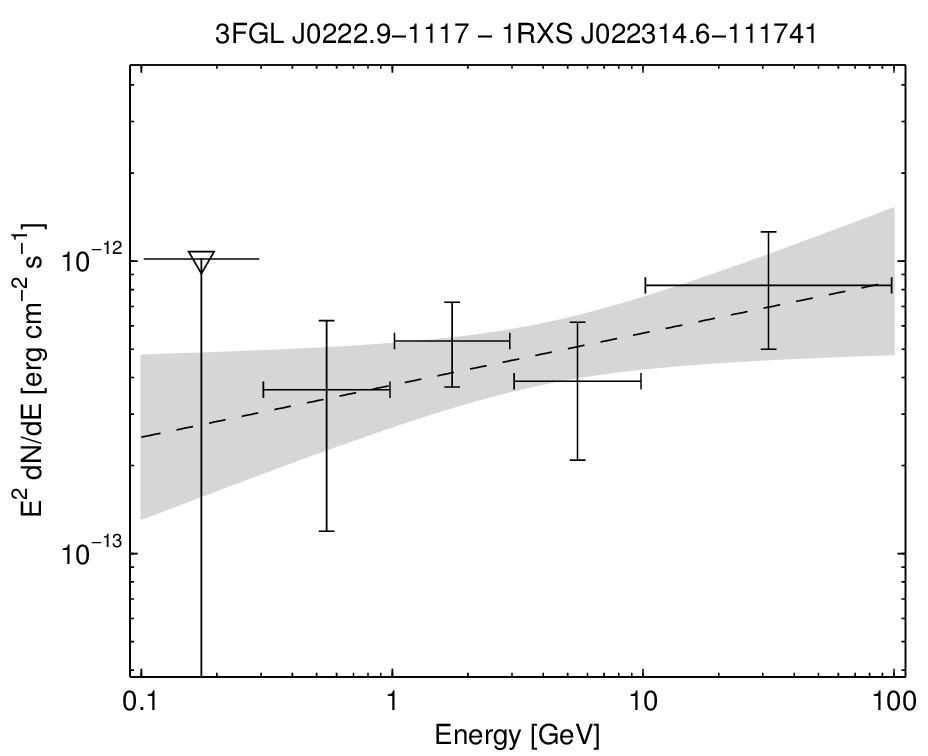 3FGL J0222.9−1117 − 1RXS J022314.6−111741
E² dN/dE [erg cm⁻² s⁻¹]
10⁻¹²
10⁻¹³
0.1 1 10 100
Energy [GeV]